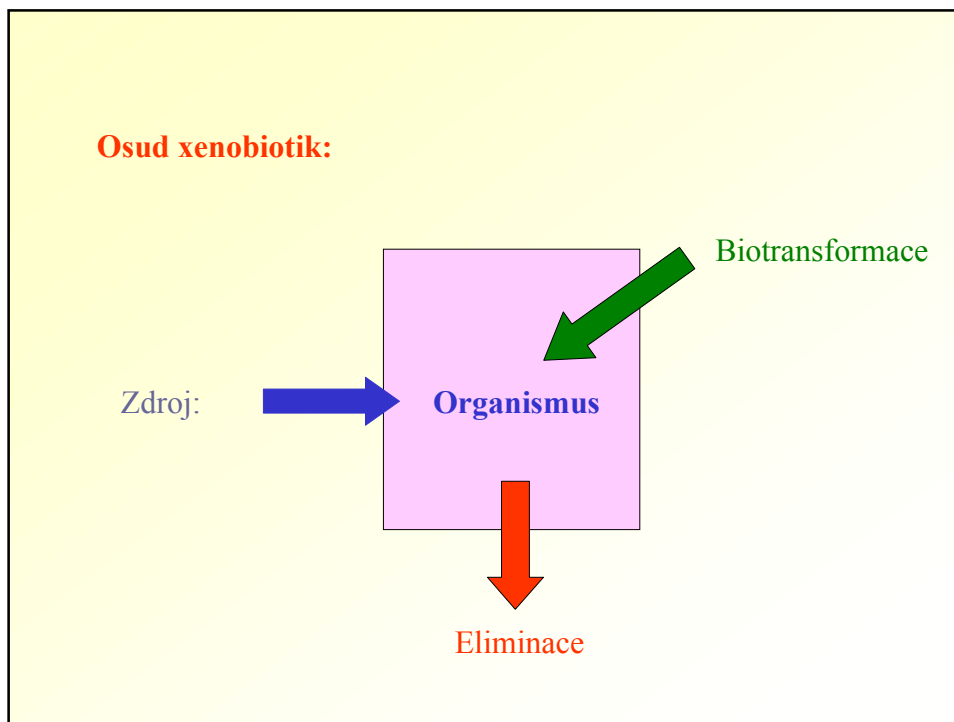 Osud xenobiotik:
Biotransformace
Zdroj:
Organismus
Eliminace